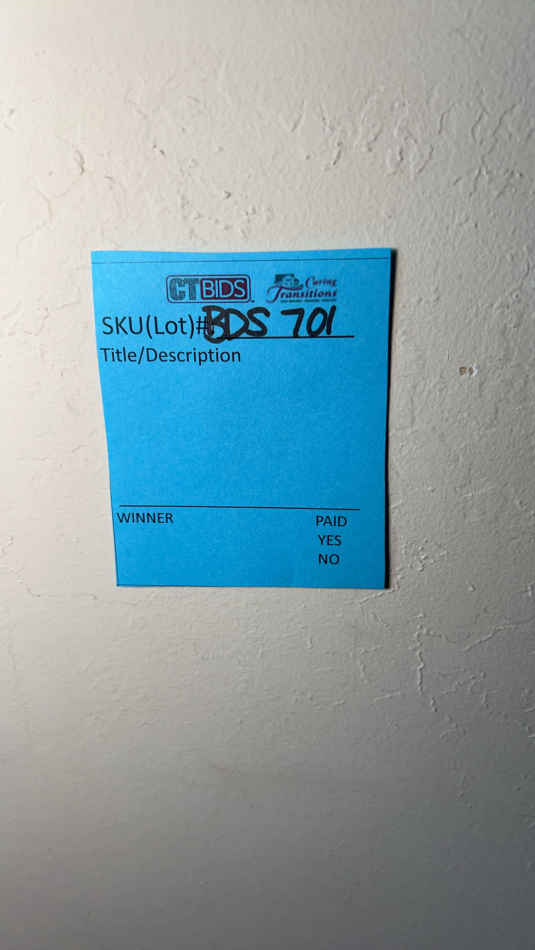 CTBIDS
Caring
Transitions
SKU(Lot)#: BDS 701
Title/Description
WINNER
PAID
YES
NO